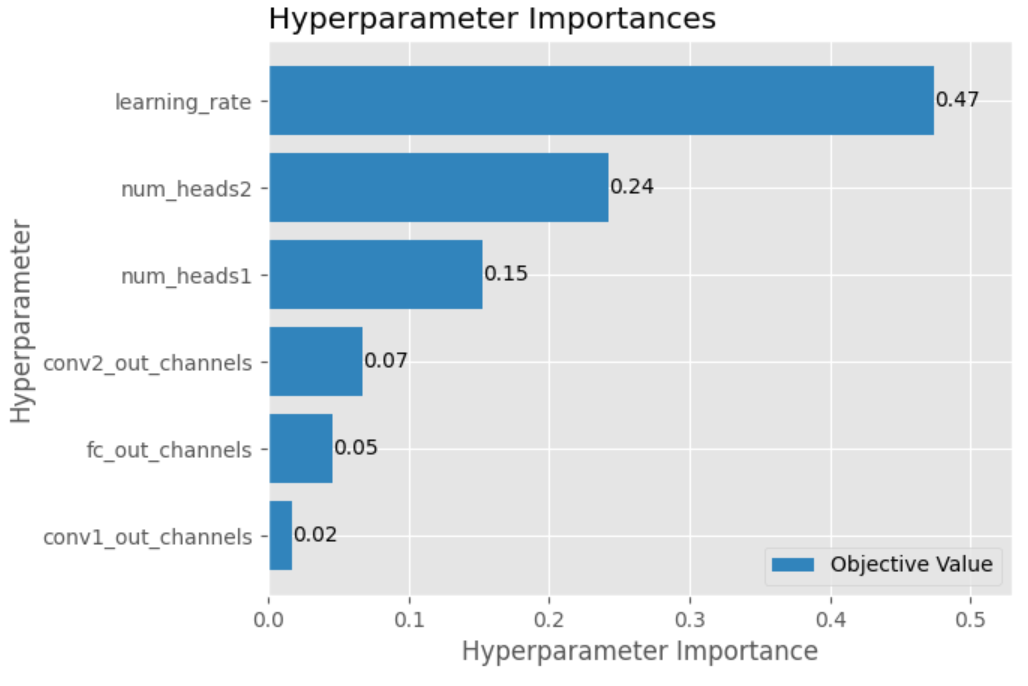 Hyperparameter Importances
Hyperparameter
learning_rate 0.47
num_heads2 0.24
num_heads1 0.15
conv2_out_channels 0.07
fc_out_channels 0.05
conv1_out_channels 0.02
Objective Value
0.0 0.1 0.2 0.3 0.4 0.5
Hyperparameter Importance